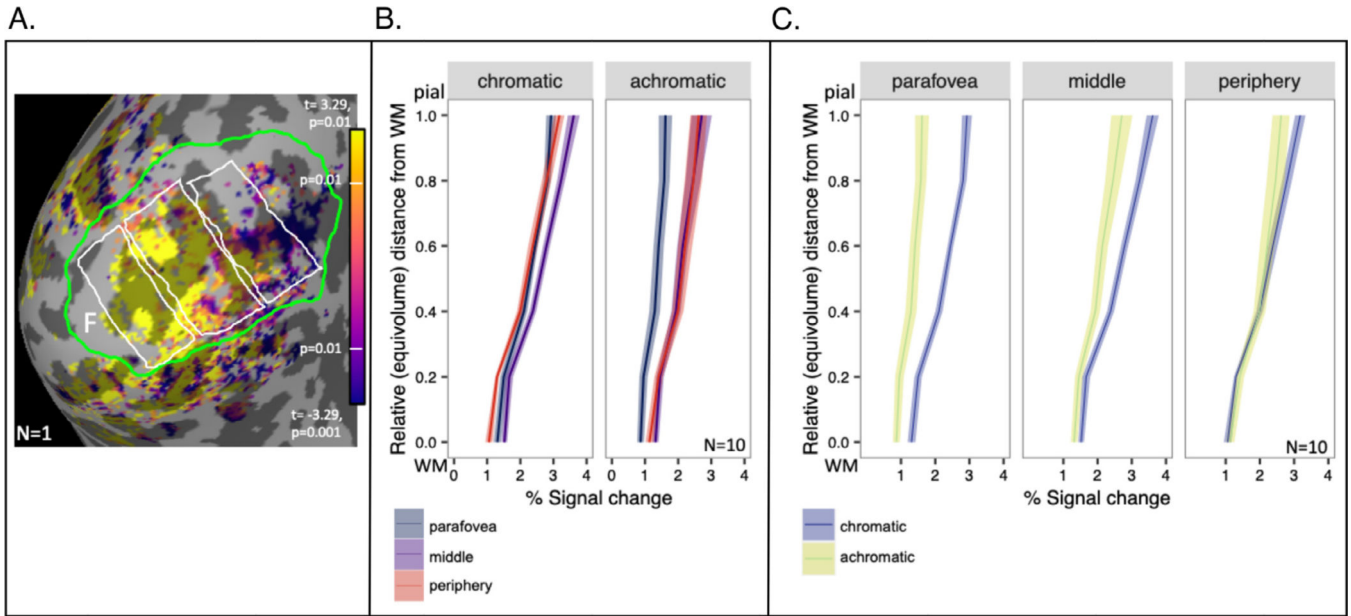 A.
t= 3.29,
p=0.01
p=0.01
F
p=0.01
t= -3.29,
p=0.001
N=1
B.
chromatic
achromatic
pial
1.0
0.8
0.6
0.4
0.2
0.0
WM
Relative (equivolume) distance from WM
N=10
0 1 2 3 4 0 1 2 3 4
% Signal change
parafovea
middle
periphery
C.
parafovea
middle
periphery
pial
1.0
0.8
0.6
0.4
0.2
0.0
WM
Relative (equivolume) distance from WM
N=10
1 2 3 4 1 2 3 4 1 2 3 4
% Signal change
chromatic
achromatic